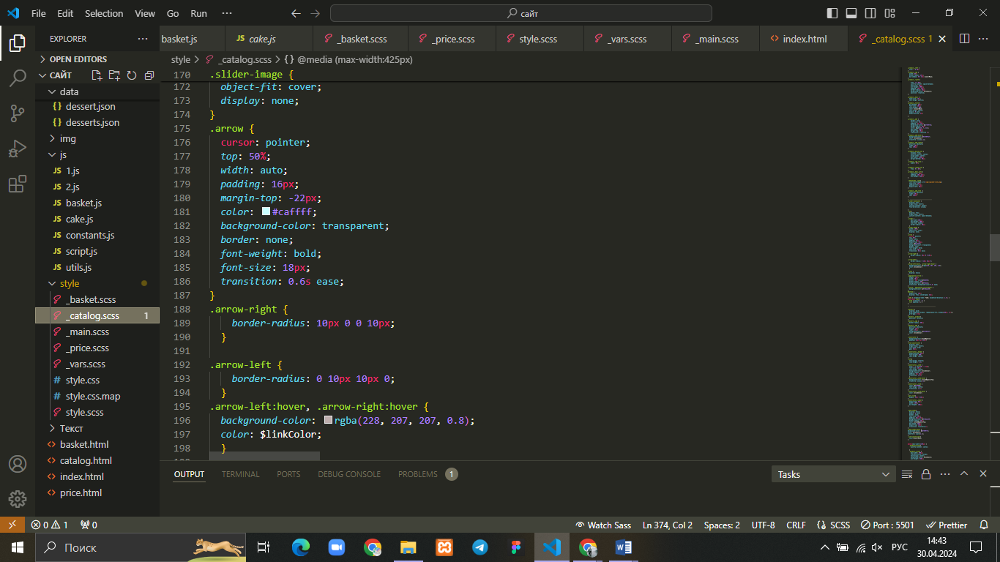 File Edit Selection View Go Run ··· сайт
EXPLORER ···
basket.js cake.js _basket.scss _price.scss style.scss _vars.scss _main.scss index.html _catalog.scss 1
style > _catalog.scss > {} @media (max-width:425px)
OPEN EDITORS
САЙТ
data
dessert.json
desserts.json
img
js
JS 1.js
JS 2.js
JS basket.js
JS cake.js
JS constants.js
JS script.js
JS utils.js
style
_basket.scss
_catalog.scss 1
_main.scss
_price.scss
_vars.scss
# style.css
# style.css.map
style.scss
Текст
basket.html
catalog.html
index.html
price.html
170 .slider-image {
172 object-fit: cover;
173 display: none;
174 }
175 .arrow {
176 cursor: pointer;
177 top: 50%;
178 width: auto;
179 padding: 16px;
180 margin-top: -22px;
181 color: #caffff;
182 background-color: transparent;
183 border: none;
184 font-weight: bold;
185 font-size: 18px;
186 transition: 0.6s ease;
187 }
188 .arrow-right {
189 border-radius: 10px 0 0 10px;
190 }
191
192 .arrow-left {
193 border-radius: 0 10px 10px 0;
194 }
195 .arrow-left:hover, .arrow-right:hover {
196 background-color: rgba(228, 207, 207, 0.8);
197 color: $linkColor;
198 }
OUTPUT TERMINAL PORTS DEBUG CONSOLE PROBLEMS 1 Tasks
0 1 0 Watch Sass Ln 374, Col 2 Spaces: 2 UTF-8 CRLF SCSS Port : 5501 Prettier
Поиск
РУС
14:43
30.04.2024